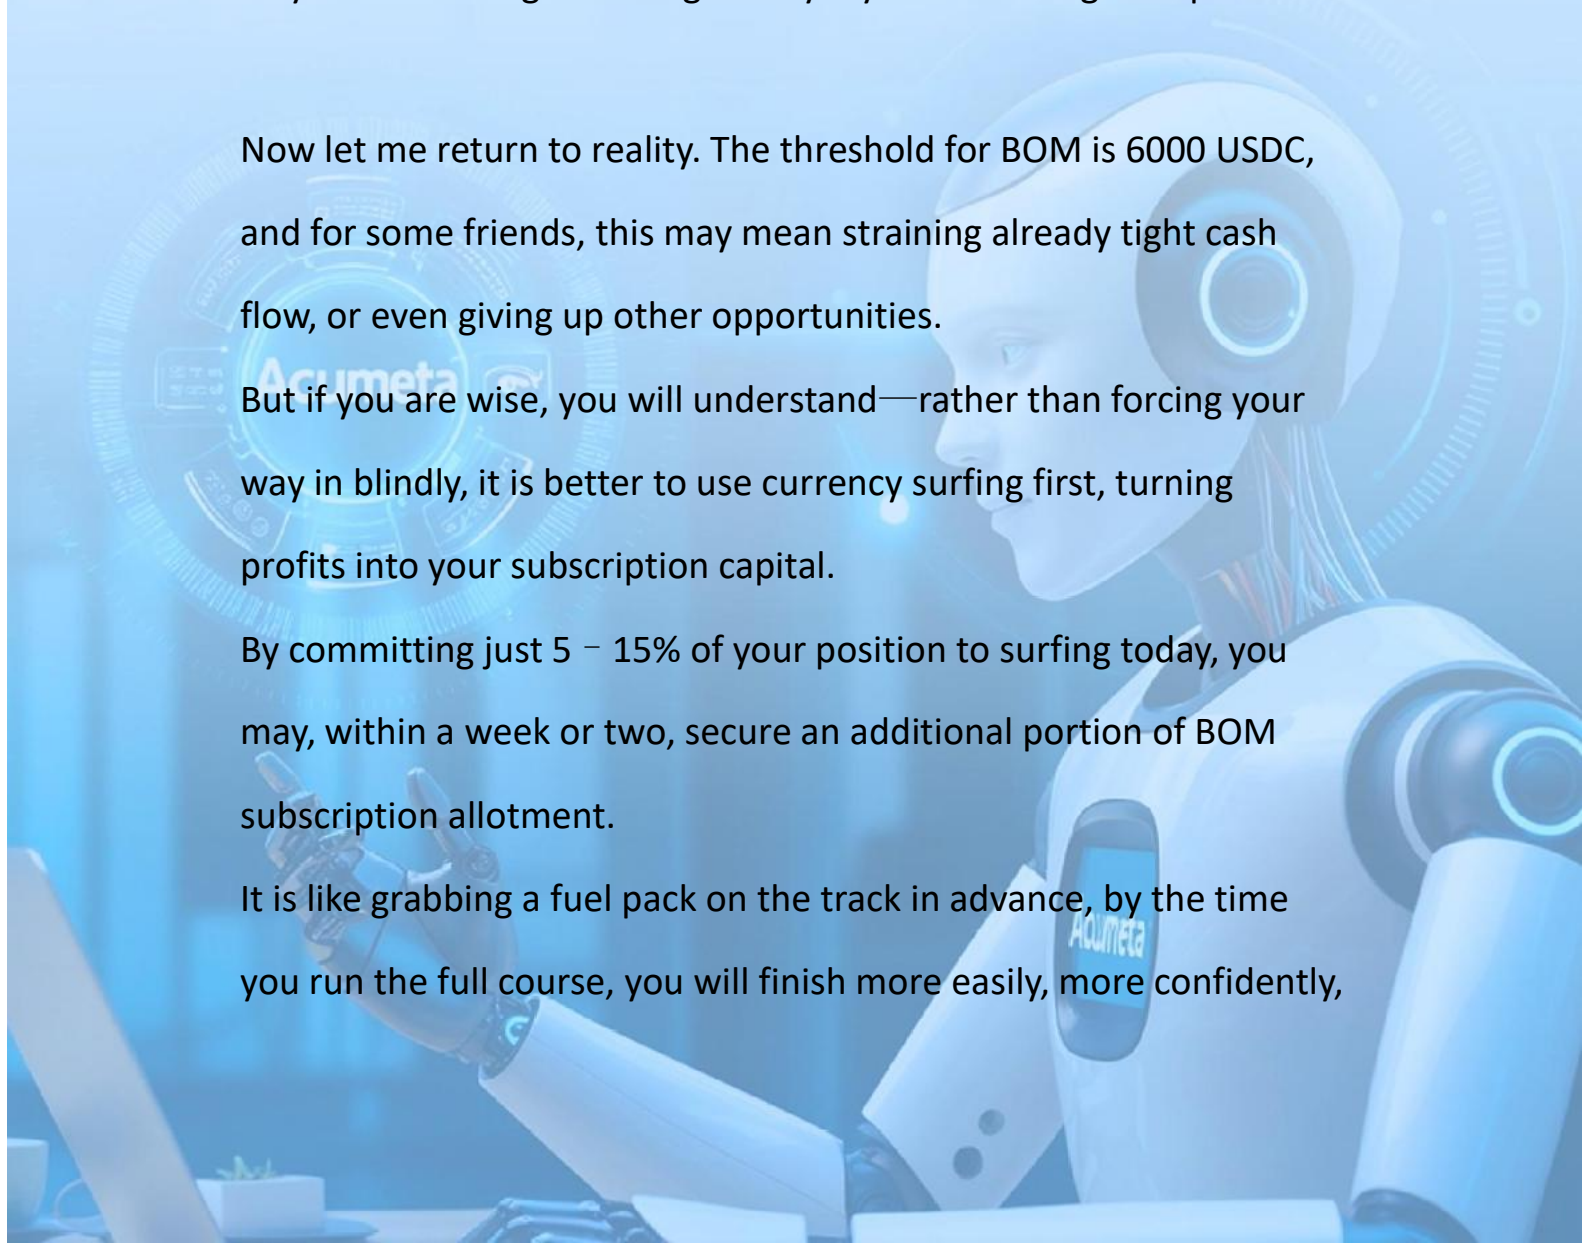 Now let me return to reality. The threshold for BOM is 6000 USDC,
and for some friends, this may mean straining already tight cash
flow, or even giving up other opportunities.
Acumeta
But if you are wise, you will understand—rather than forcing your
way in blindly, it is better to use currency surfing first, turning
profits into your subscription capital.
By committing just 5 – 15% of your position to surfing today, you
may, within a week or two, secure an additional portion of BOM
subscription allotment.
It is like grabbing a fuel pack on the track in advance, by the time
Acumeta
you run the full course, you will finish more easily, more confidently,